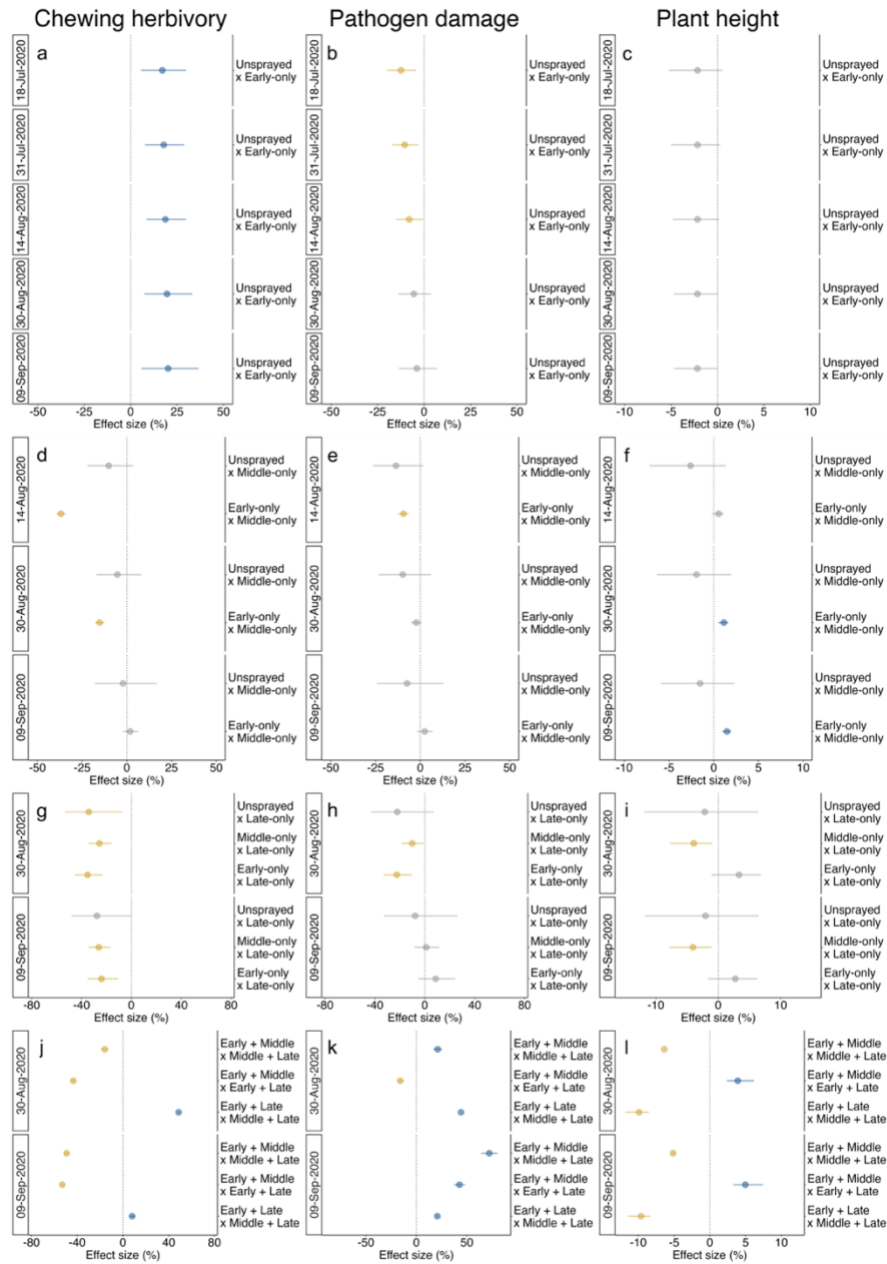 Chewing herbivory
Pathogen damage
Plant height
a
18-Jul-2020
Unsprayed
x Early-only
31-Jul-2020
Unsprayed
x Early-only
14-Aug-2020
Unsprayed
x Early-only
30-Aug-2020
Unsprayed
x Early-only
09-Sep-2020
Unsprayed
x Early-only
-50 -25 0 25 50
Effect size (%)
b
18-Jul-2020
Unsprayed
x Early-only
31-Jul-2020
Unsprayed
x Early-only
14-Aug-2020
Unsprayed
x Early-only
30-Aug-2020
Unsprayed
x Early-only
09-Sep-2020
Unsprayed
x Early-only
-50 -25 0 25 50
Effect size (%)
c
18-Jul-2020
Unsprayed
x Early-only
31-Jul-2020
Unsprayed
x Early-only
14-Aug-2020
Unsprayed
x Early-only
30-Aug-2020
Unsprayed
x Early-only
09-Sep-2020
Unsprayed
x Early-only
-10 -5 0 5 10
Effect size (%)
d
14-Aug-2020
Unsprayed
x Middle-only
Early-only
x Middle-only
30-Aug-2020
Unsprayed
x Middle-only
Early-only
x Middle-only
09-Sep-2020
Unsprayed
x Middle-only
Early-only
x Middle-only
-50 -25 0 25 50
Effect size (%)
e
14-Aug-2020
Unsprayed
x Middle-only
Early-only
x Middle-only
30-Aug-2020
Unsprayed
x Middle-only
Early-only
x Middle-only
09-Sep-2020
Unsprayed
x Middle-only
Early-only
x Middle-only
-50 -25 0 25 50
Effect size (%)
f
14-Aug-2020
Unsprayed
x Middle-only
Early-only
x Middle-only
30-Aug-2020
Unsprayed
x Middle-only
Early-only
x Middle-only
09-Sep-2020
Unsprayed
x Middle-only
Early-only
x Middle-only
-10 -5 0 5 10
Effect size (%)
g
30-Aug-2020
Unsprayed
x Late-only
Middle-only
x Late-only
Early-only
x Late-only
09-Sep-2020
Unsprayed
x Late-only
Middle-only
x Late-only
Early-only
x Late-only
-80 -40 0 40 80
Effect size (%)
h
30-Aug-2020
Unsprayed
x Late-only
Middle-only
x Late-only
Early-only
x Late-only
09-Sep-2020
Unsprayed
x Late-only
Middle-only
x Late-only
Early-only
x Late-only
-80 -40 0 40 80
Effect size (%)
i
30-Aug-2020
Unsprayed
x Late-only
Middle-only
x Late-only
Early-only
x Late-only
09-Sep-2020
Unsprayed
x Late-only
Middle-only
x Late-only
Early-only
x Late-only
-10 0 10
Effect size (%)
j
30-Aug-2020
Early + Middle
x Middle + Late
Early + Middle
x Early + Late
Early + Late
x Middle + Late
09-Sep-2020
Early + Middle
x Middle + Late
Early + Middle
x Early + Late
Early + Late
x Middle + Late
-80 -40 0 40 80
Effect size (%)
k
30-Aug-2020
Early + Middle
x Middle + Late
Early + Middle
x Early + Late
Early + Late
x Middle + Late
09-Sep-2020
Early + Middle
x Middle + Late
Early + Middle
x Early + Late
Early + Late
x Middle + Late
-50 0 50
Effect size (%)
l
30-Aug-2020
Early + Middle
x Middle + Late
Early + Middle
x Early + Late
Early + Late
x Middle + Late
09-Sep-2020
Early + Middle
x Middle + Late
Early + Middle
x Early + Late
Early + Late
x Middle + Late
-10 -5 0 5 10
Effect size (%)